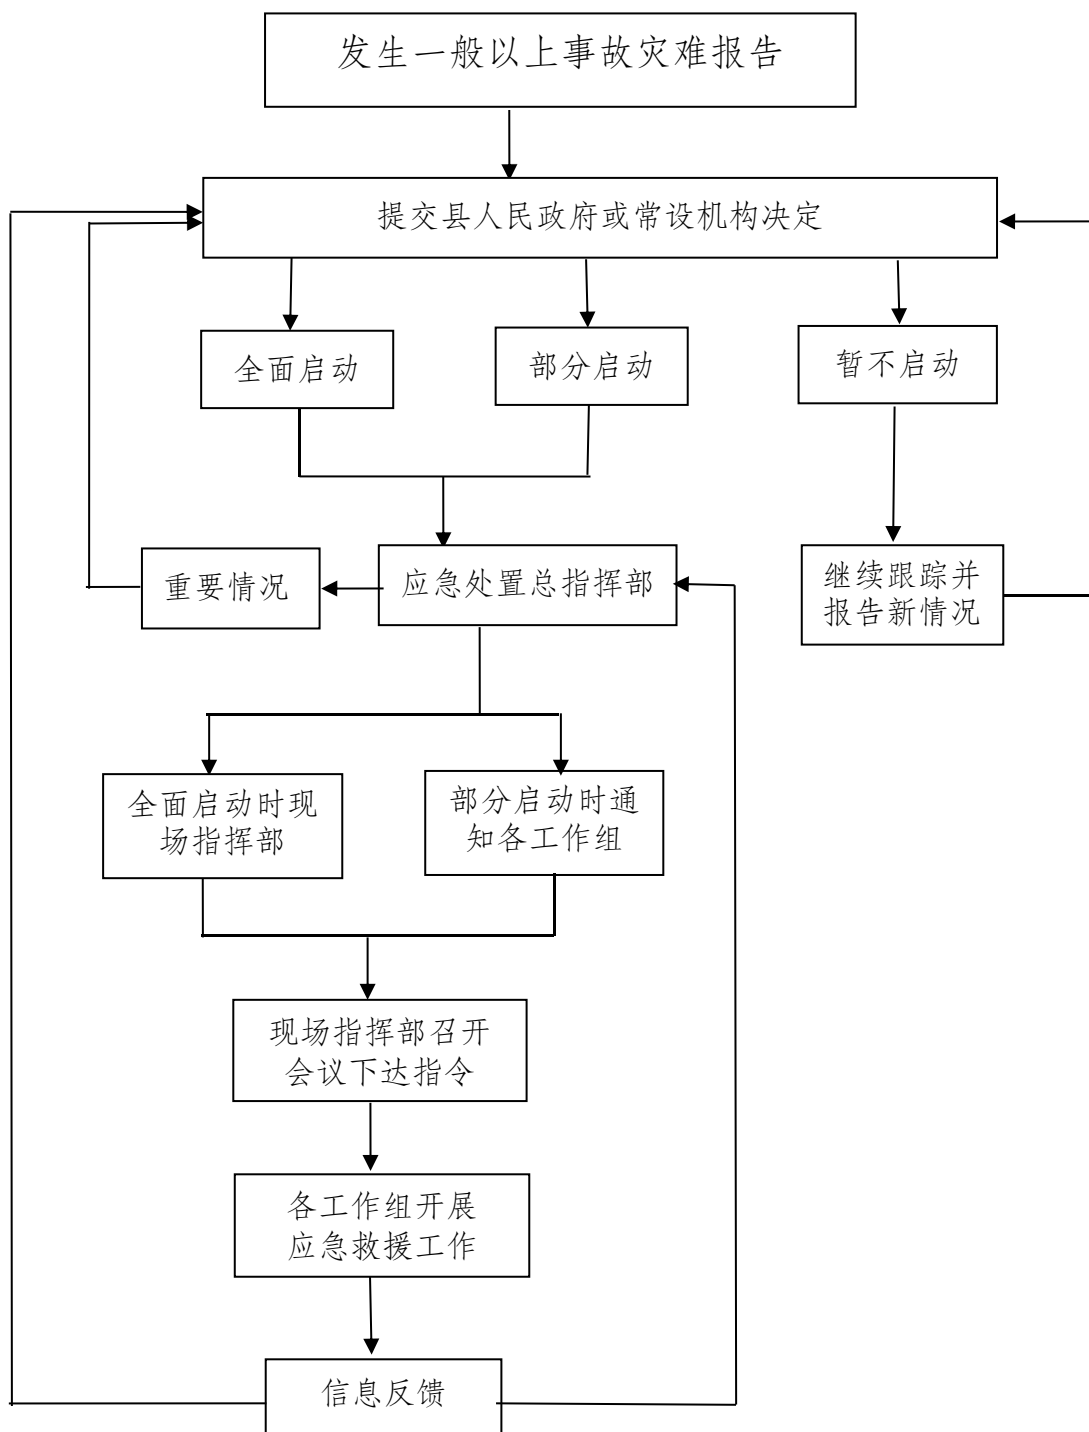 发生一般以上事故灾难报告
提交县人民政府或常设机构决定
全面启动
部分启动
暂不启动
重要情况
应急处置总指挥部
继续跟踪并
报告新情况
全面启动时现
场指挥部
部分启动时通
知各工作组
现场指挥部召开
会议下达指令
各工作组开展
应急救援工作
信息反馈